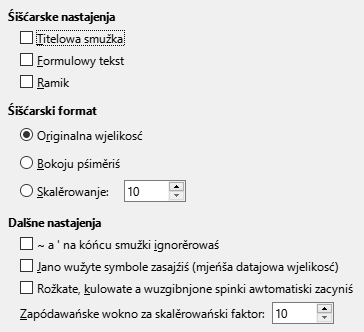 Śišćarske nastajenja
Titelowa smužka
Formulowy tekst
Ramik
Śišćarski format
Originalna wjelikosć
Bokoju pśiměriś
Skalěrowanje: 10
Dalšne nastajenja
~ a ' na kóńcu smužki ignorěrowaś
Jano wužyte symbole zasajźiś (mjeńša datajowa wjelikosć)
Rožkate, kulowate a wuzgibnjone spinki awtomatiski zacyniś
Zapódawańske wokno za skalěrowański faktor: 10